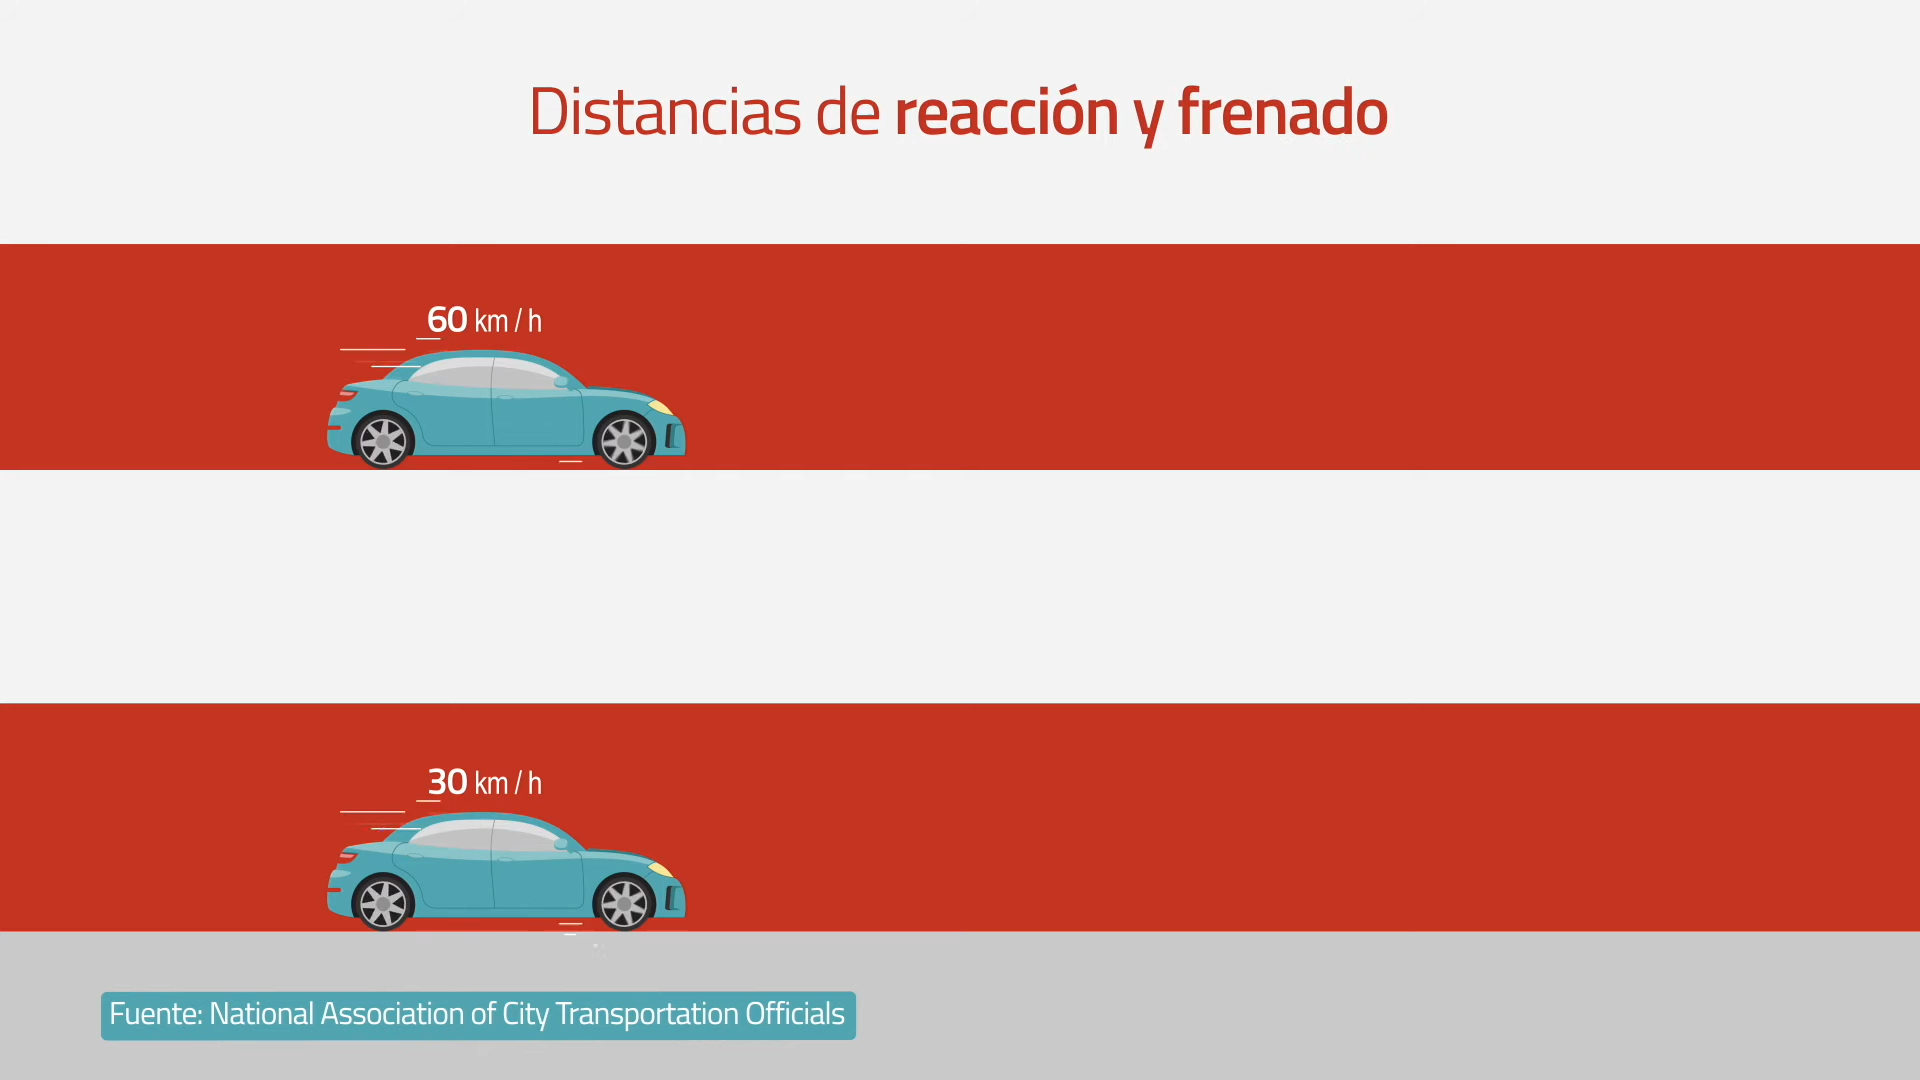 Distancias de reacción y frenado
60 km / h
30 km / h
Fuente: National Association of City Transportation Officials